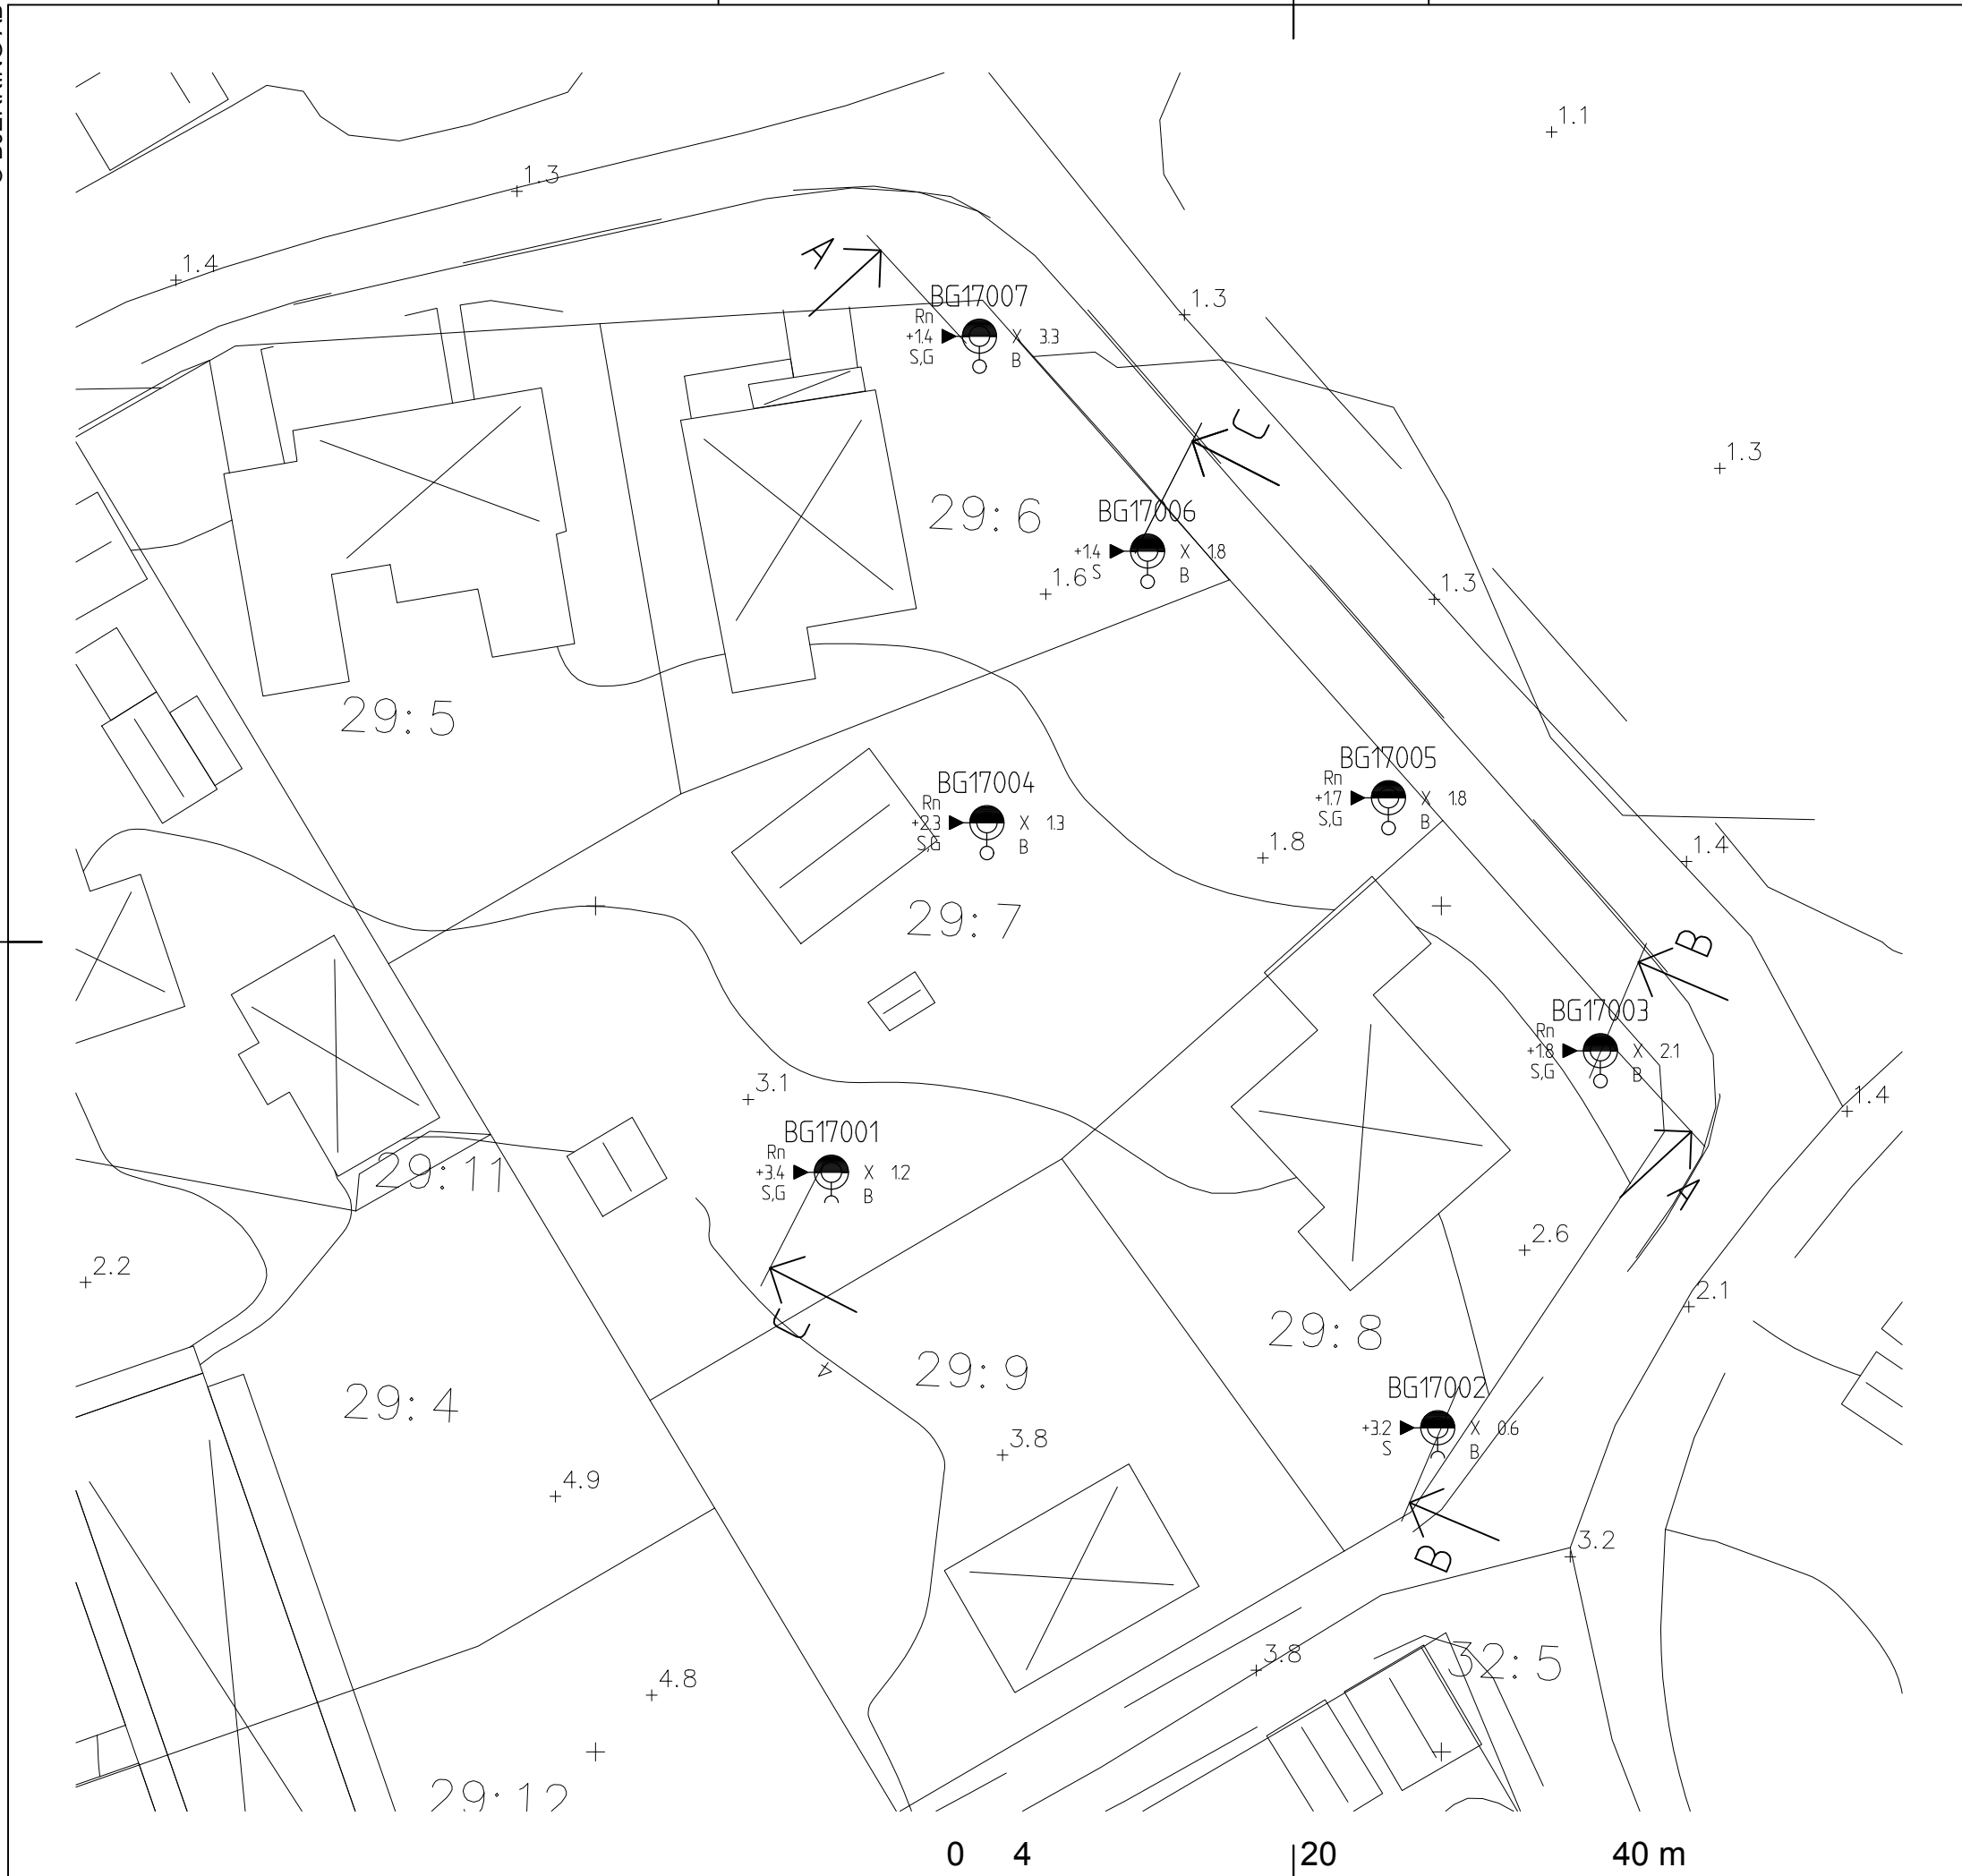 1.1
1.3
1.4
A
BG17007
Rn
+1.4 X 3.3
S,G B
1.3
C
1.3
29:6
BG17006
+1.4 X 1.8
S B
1.6
1.3
29:5
BG17005
Rn
+1.7 X 1.8
S,G B
BG17004
Rn
+2.3 X 1.3
S,G B
1.8
1.4
29:7
B
BG17003
Rn
+1.8 X 2.1
S,G B
3.1
1.4
BG17001
Rn
+3.4 X 1.2
S,G B
29:11
A
2.6
2.2
2.1
C
29:8
29:9
29:4
BG17002
+3.2 X 0.6
S B
3.8
4.9
3.2
B
3.8
32:5
4.8
29:12
0 4 20 40 m